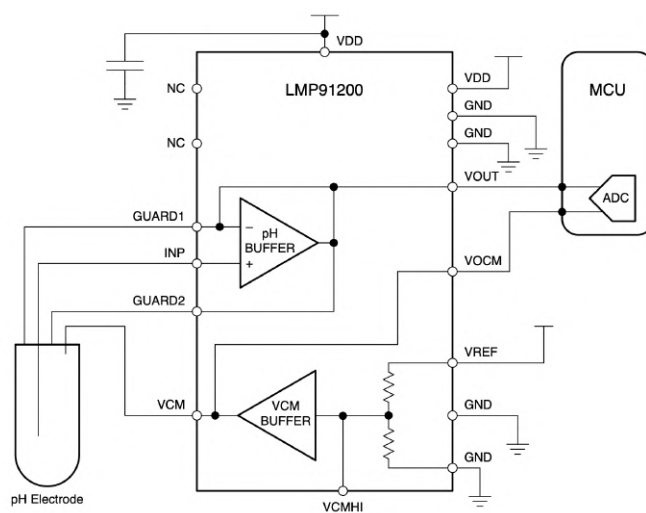 VDD
LMP91200
NC
NC
VDD
GND
GND
MCU
VOUT
ADC
GUARD1
−
pH
BUFFER
INP
+
VOCM
GUARD2
VREF
VCM
VCM
BUFFER
GND
GND
pH Electrode
VCMHI